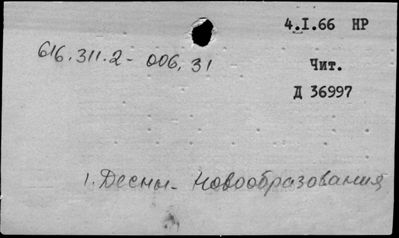 4.I.66 НР
616.311.2-006.31
Чит.
Д 36997
1. Десны- Новообразования